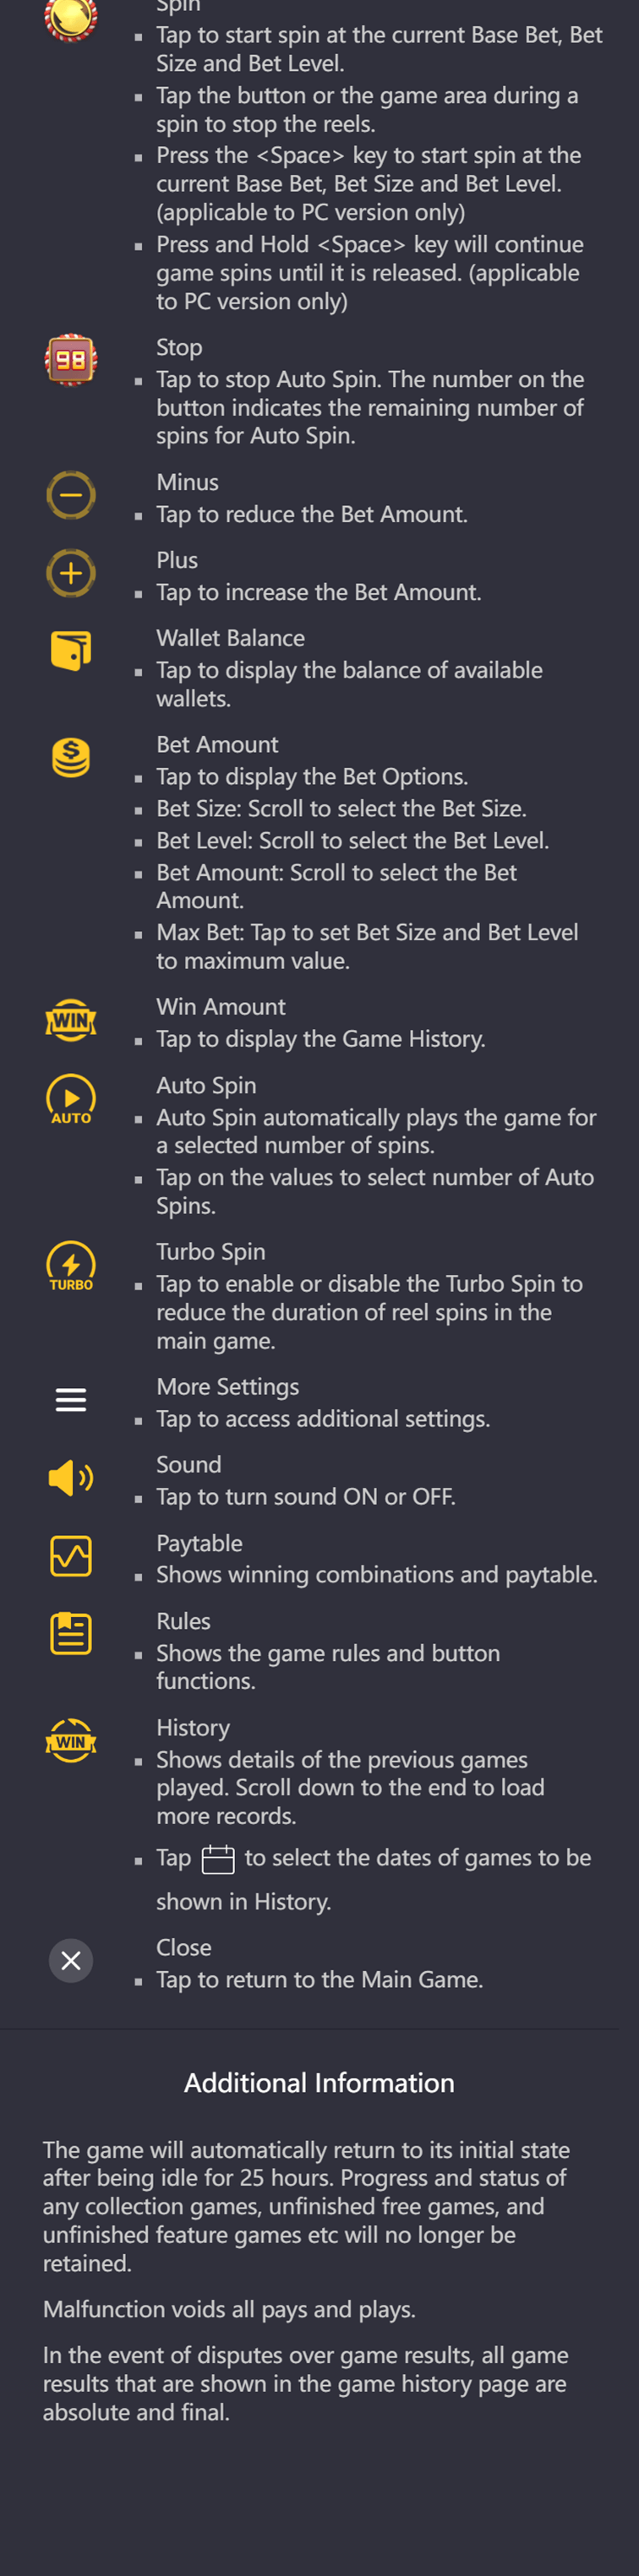 Spin
▪ Tap to start spin at the current Base Bet, Bet
Size and Bet Level.
▪ Tap the button or the game area during a
spin to stop the reels.
▪ Press the <Space> key to start spin at the
current Base Bet, Bet Size and Bet Level.
(applicable to PC version only)
▪ Press and Hold <Space> key will continue
game spins until it is released. (applicable
to PC version only)
98
Stop
▪ Tap to stop Auto Spin. The number on the
button indicates the remaining number of
spins for Auto Spin.
Minus
▪ Tap to reduce the Bet Amount.
Plus
▪ Tap to increase the Bet Amount.
Wallet Balance
▪ Tap to display the balance of available
wallets.
$
Bet Amount
▪ Tap to display the Bet Options.
▪ Bet Size: Scroll to select the Bet Size.
▪ Bet Level: Scroll to select the Bet Level.
▪ Bet Amount: Scroll to select the Bet
Amount.
▪ Max Bet: Tap to set Bet Size and Bet Level
to maximum value.
WIN
Win Amount
▪ Tap to display the Game History.
AUTO
Auto Spin
▪ Auto Spin automatically plays the game for
a selected number of spins.
▪ Tap on the values to select number of Auto
Spins.
TURBO
Turbo Spin
▪ Tap to enable or disable the Turbo Spin to
reduce the duration of reel spins in the
main game.
More Settings
▪ Tap to access additional settings.
Sound
▪ Tap to turn sound ON or OFF.
Paytable
▪ Shows winning combinations and paytable.
Rules
▪ Shows the game rules and button
functions.
WIN
History
▪ Shows details of the previous games
played. Scroll down to the end to load
more records.
▪ Tap to select the dates of games to be
shown in History.
Close
▪ Tap to return to the Main Game.
Additional Information
The game will automatically return to its initial state
after being idle for 25 hours. Progress and status of
any collection games, unfinished free games, and
unfinished feature games etc will no longer be
retained.
Malfunction voids all pays and plays.
In the event of disputes over game results, all game
results that are shown in the game history page are
absolute and final.